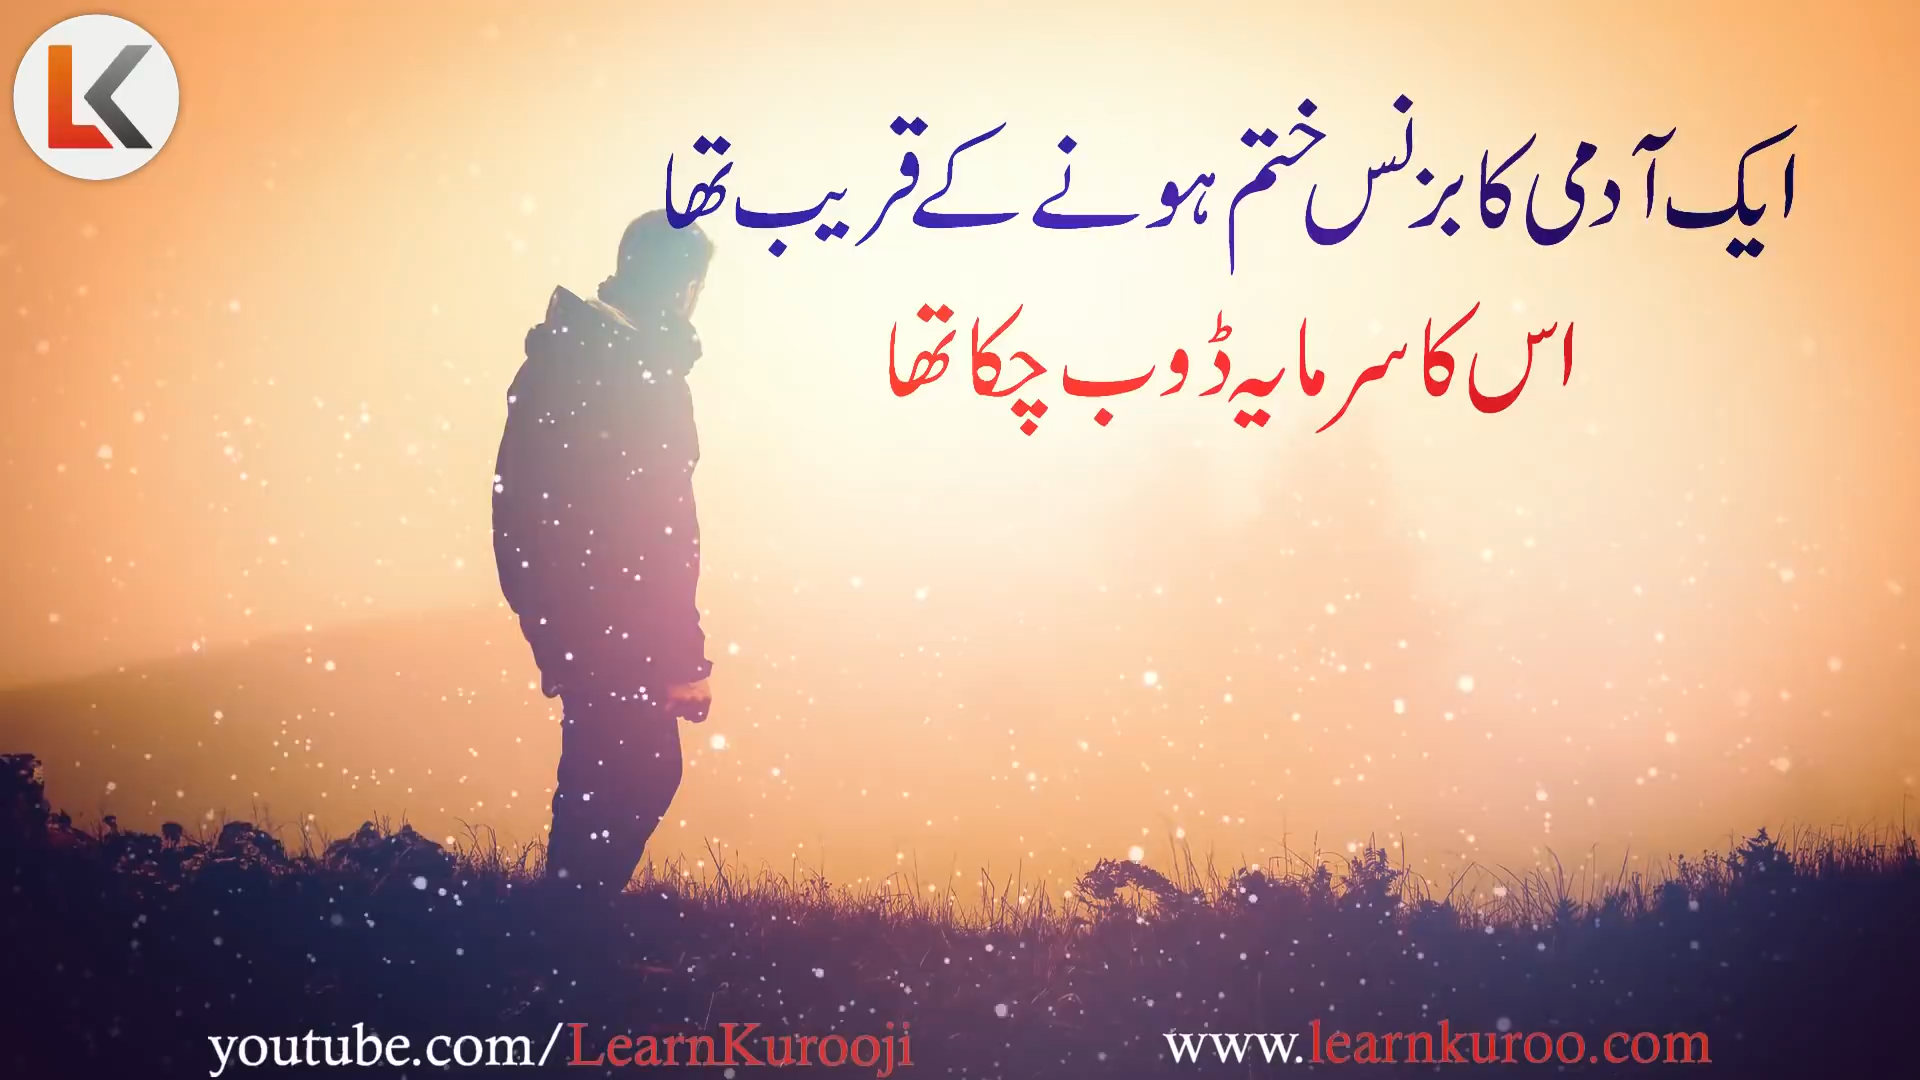 LK
ایک آدمی کا بزنس ختم ہونے کے قریب تھا
اس کا سرمایہ ڈوب چکا تھا
youtube.com/LearnKurooji
www.learnkuroo.com